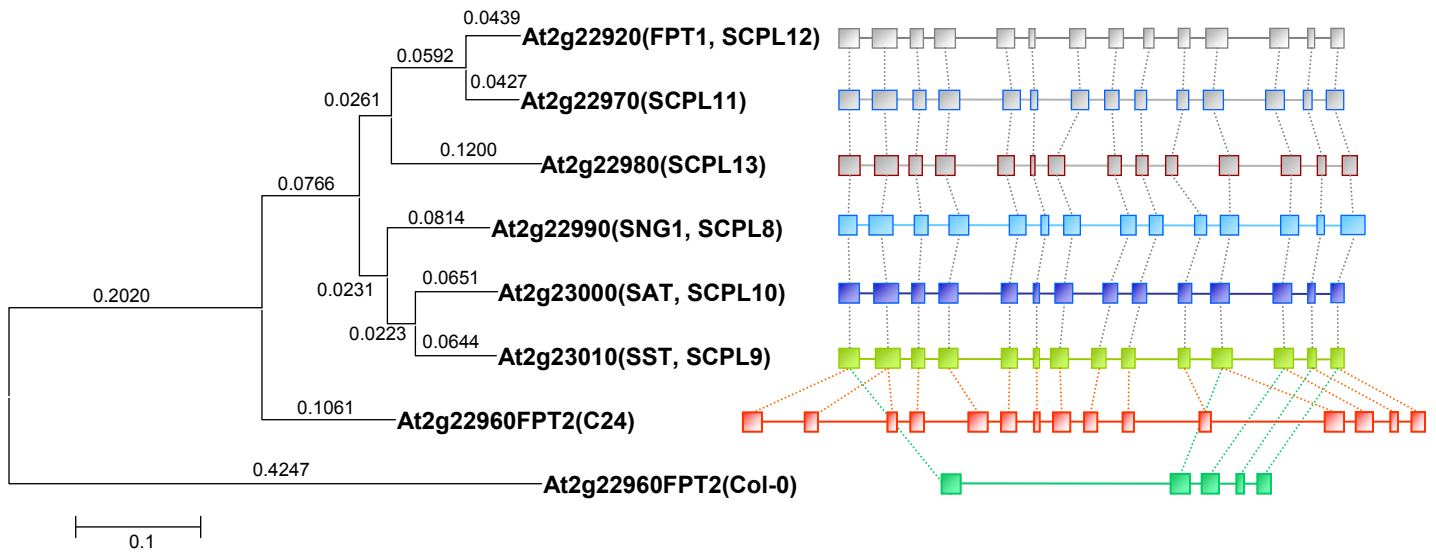 0.0439
At2g22920(FPT1, SCPL12)
0.0592
0.0427
At2g22970(SCPL11)
0.0261
0.1200
At2g22980(SCPL13)
0.0766
0.0814
At2g22990(SNG1, SCPL8)
0.0231
0.0651
At2g23000(SAT, SCPL10)
0.2020
0.0223
0.0644
At2g23010(SST, SCPL9)
0.1061
At2g22960FPT2(C24)
0.4247
At2g22960FPT2(Col-0)
0.1